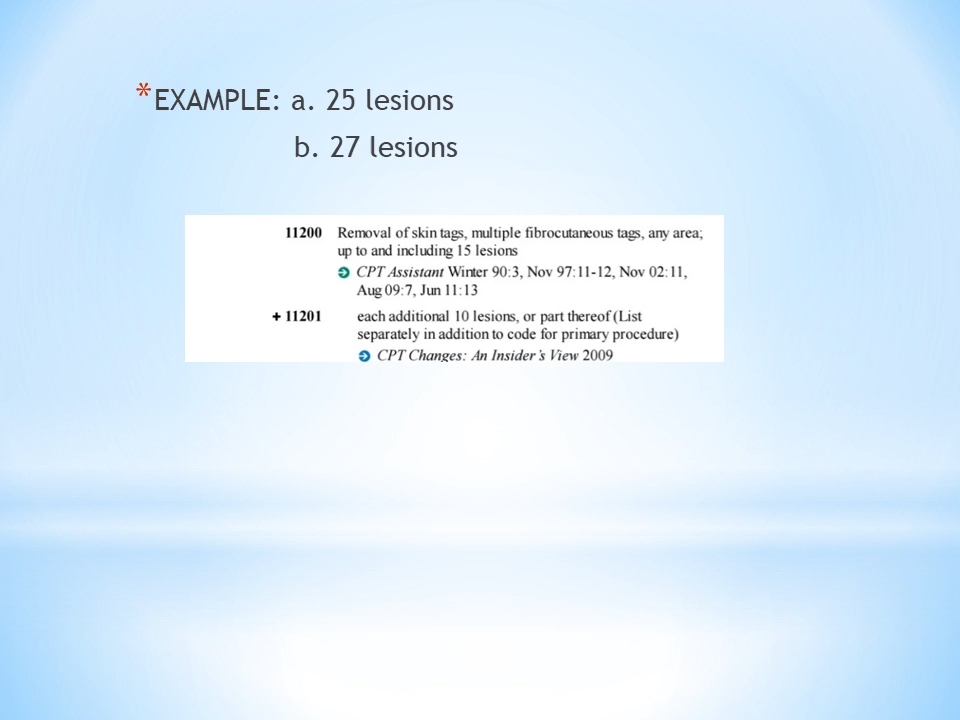 *EXAMPLE: a. 25 lesions
b. 27 lesions
11200 Removal of skin tags, multiple fibrocutaneous tags, any area;
up to and including 15 lesions
CPT Assistant Winter 90:3, Nov 97:11-12, Nov 02:11,
Aug 09:7, Jun 11:13
+ 11201 each additional 10 lesions, or part thereof (List
separately in addition to code for primary procedure)
CPT Changes: An Insider's View 2009